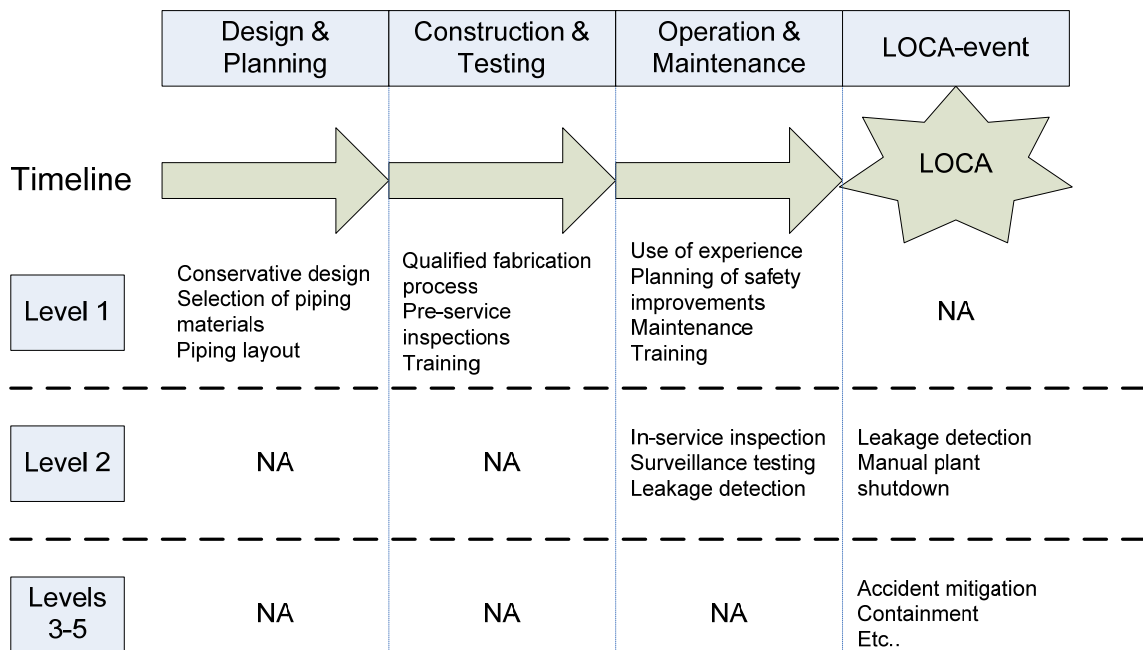 Design &
Planning
Construction &
Testing
Operation &
Maintenance
LOCA-event
Timeline
LOCA
Level 1
Conservative design
Selection of piping
materials
Piping layout
Qualified fabrication
process
Pre-service
inspections
Training
Use of experience
Planning of safety
improvements
Maintenance
Training
NA
Level 2
NA
NA
In-service inspection
Surveillance testing
Leakage detection
Leakage detection
Manual plant
shutdown
Levels
3-5
NA
NA
NA
Accident mitigation
Containment
Etc..